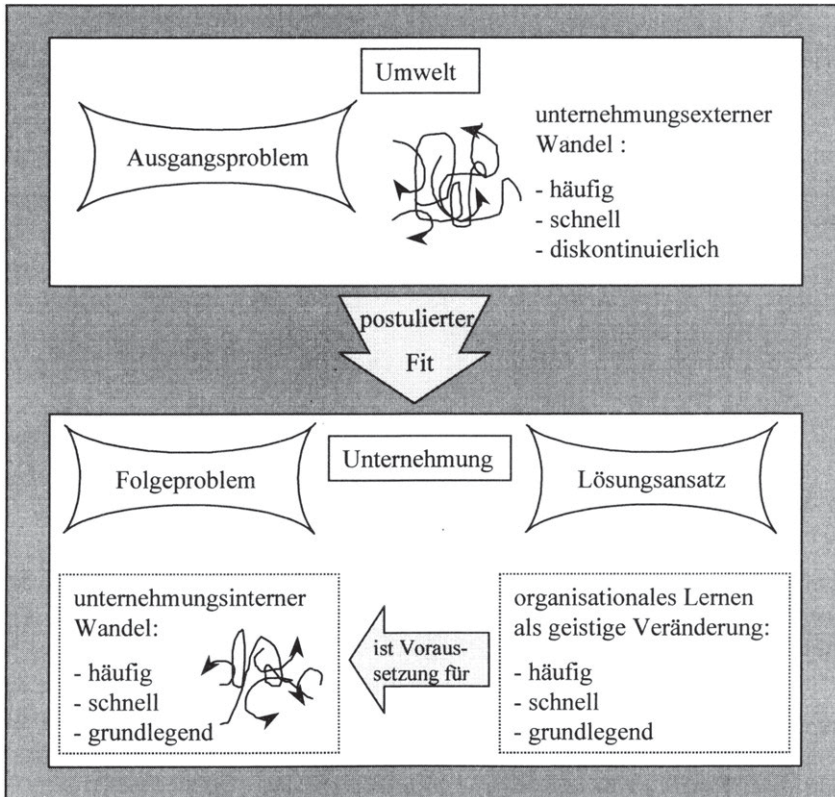 Umwelt
Ausgangsproblem
unternehmungsexterner
Wandel :
- häufig
- schnell
- diskontinuierlich
postulierter
Fit
Folgeproblem
Unternehmung
Lösungsansatz
unternehmungsinterner
Wandel:
- häufig
- schnell
- grundlegend
ist Voraus-
setzung für
organisationales Lernen
als geistige Veränderung:
- häufig
- schnell
- grundlegend